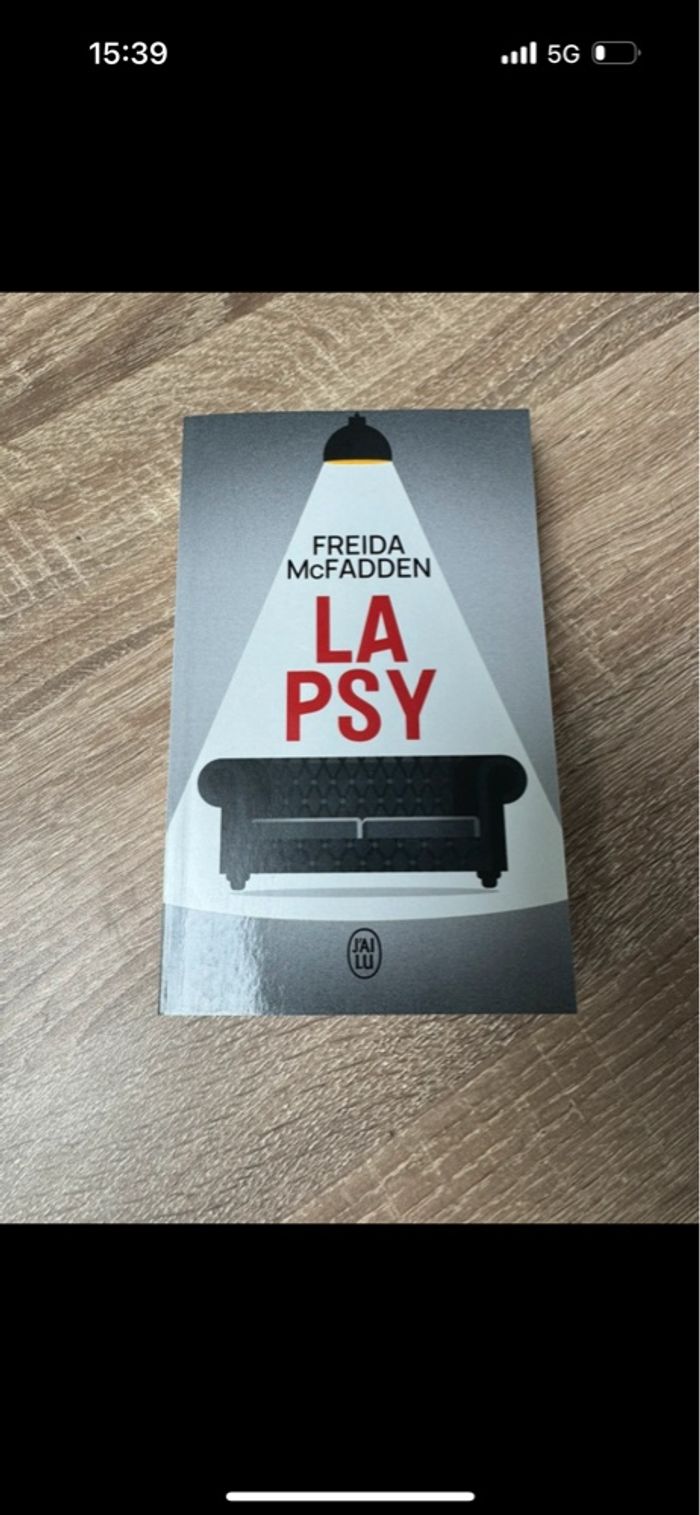 15:39
5G
FREIDA
McFADDEN
LA
PSY
J'AI
LU